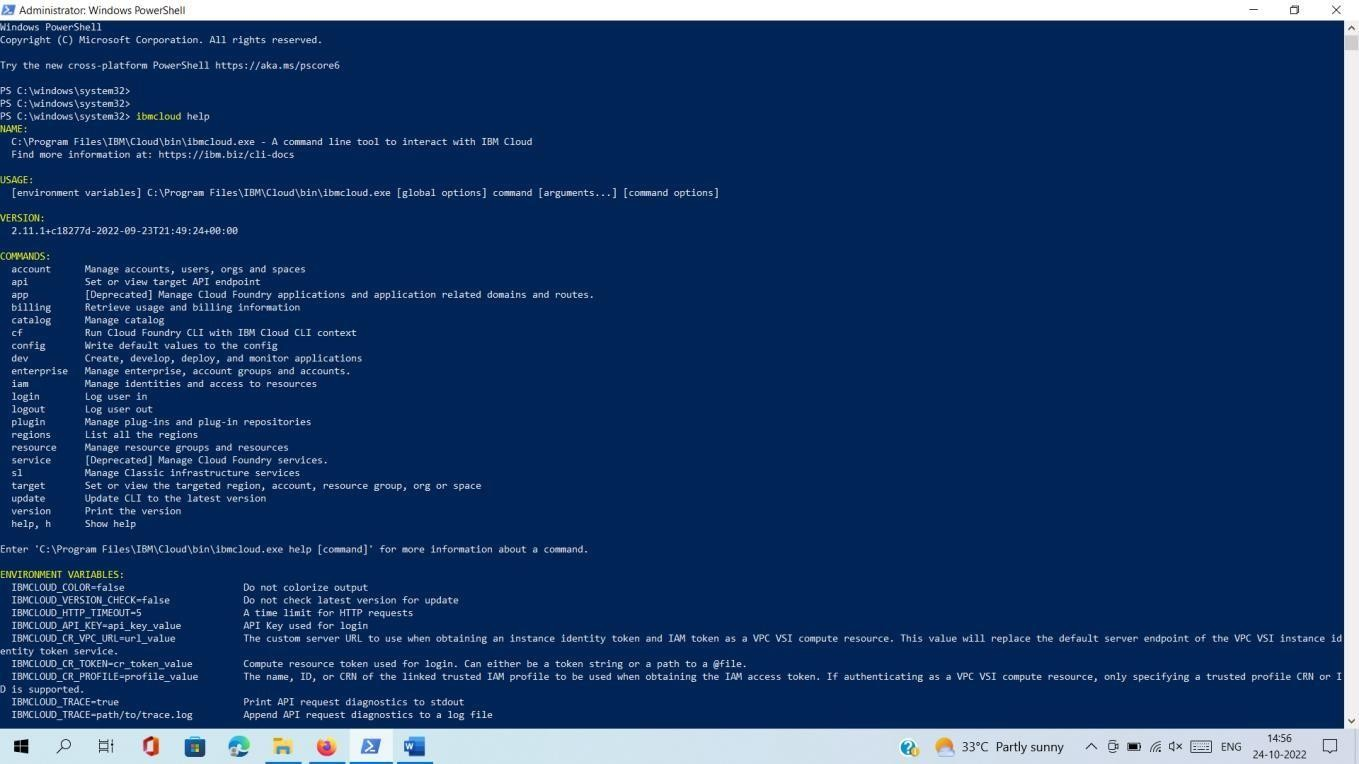 Administrator: Windows PowerShell
Windows PowerShell
Copyright (C) Microsoft Corporation. All rights reserved.
Try the new cross-platform PowerShell https://aka.ms/pscore6
PS C:\windows\system32>
PS C:\windows\system32>
PS C:\windows\system32> ibmcloud help
NAME:
C:\Program Files\IBM\Cloud\bin\ibmcloud.exe - A command line tool to interact with IBM Cloud
Find more information at: https://ibm.biz/cli-docs
USAGE:
[environment variables] C:\Program Files\IBM\Cloud\bin\ibmcloud.exe [global options] command [arguments...] [command options]
VERSION:
2.11.1+c18277d-2022-09-23T21:49:24+00:00
COMMANDS:
account Manage accounts, users, orgs and spaces
api Set or view target API endpoint
app [Deprecated] Manage Cloud Foundry applications and application related domains and routes.
billing Retrieve usage and billing information
catalog Manage catalog
cf Run Cloud Foundry CLI with IBM Cloud CLI context
config Write default values to the config
dev Create, develop, deploy, and monitor applications
enterprise Manage enterprise, account groups and accounts.
iam Manage identities and access to resources
login Log user in
logout Log user out
plugin Manage plug-ins and plug-in repositories
regions List all the regions
resource Manage resource groups and resources
service [Deprecated] Manage Cloud Foundry services.
sl Manage Classic infrastructure services
target Set or view the targeted region, account, resource group, org or space
update Update CLI to the latest version
version Print the version
help, h Show help
Enter 'C:\Program Files\IBM\Cloud\bin\ibmcloud.exe help [command]' for more information about a command.
ENVIRONMENT VARIABLES:
IBMCLOUD_COLOR=false Do not colorize output
IBMCLOUD_VERSION_CHECK=false Do not check latest version for update
IBMCLOUD_HTTP_TIMEOUT=5 A time limit for HTTP requests
IBMCLOUD_API_KEY=api_key_value API Key used for login
IBMCLOUD_CR_VPC_URL=url_value The custom server URL to use when obtaining an instance identity token and IAM token as a VPC VSI compute resource. This value will replace the default server endpoint of the VPC VSI instance id
entity token service.
IBMCLOUD_CR_TOKEN=cr_token_value Compute resource token used for login. Can either be a token string or a path to a @file.
IBMCLOUD_CR_PROFILE=profile_value The name, ID, or CRN of the linked trusted IAM profile to be used when obtaining the IAM access token. If authenticating as a VPC VSI compute resource, only specifying a trusted profile CRN or I
D is supported.
IBMCLOUD_TRACE=true Print API request diagnostics to stdout
IBMCLOUD_TRACE=path/to/trace.log Append API request diagnostics to a log file
33°C Partly sunny
ENG
14:56
24-10-2022